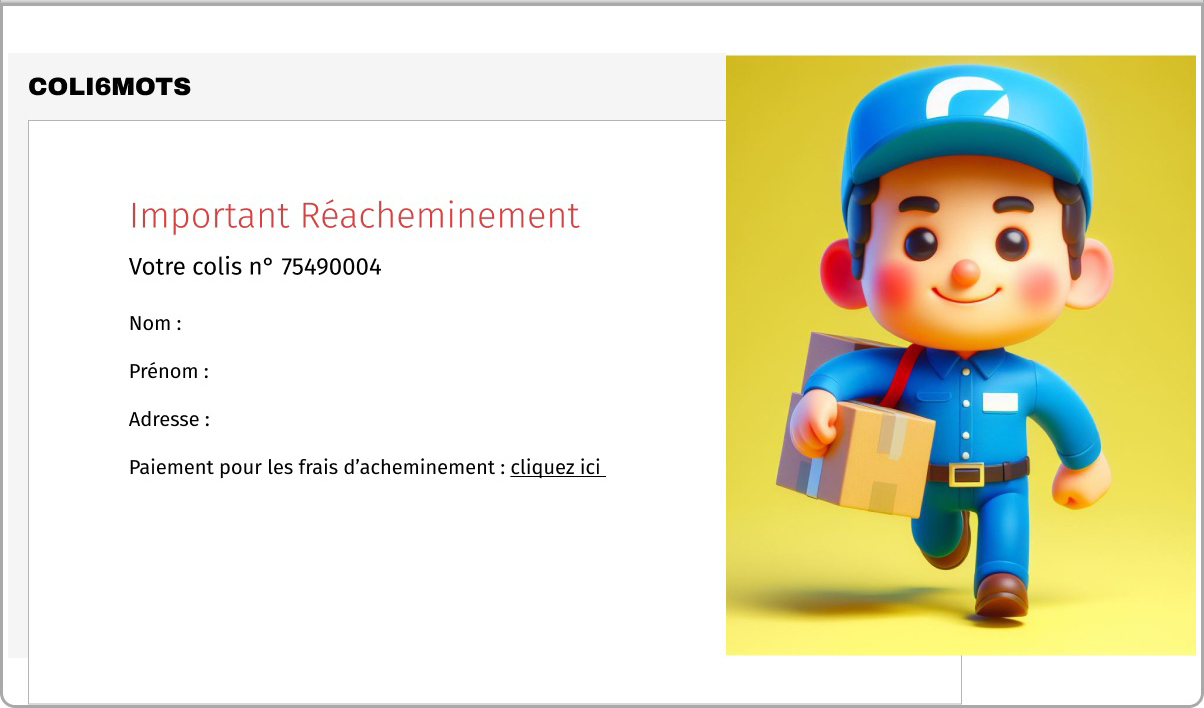 COLI6MOTS
Important Réacheminement
Votre colis n° 75490004
Nom :
Prénom :
Adresse :
Paiement pour les frais d’acheminement : cliquez ici